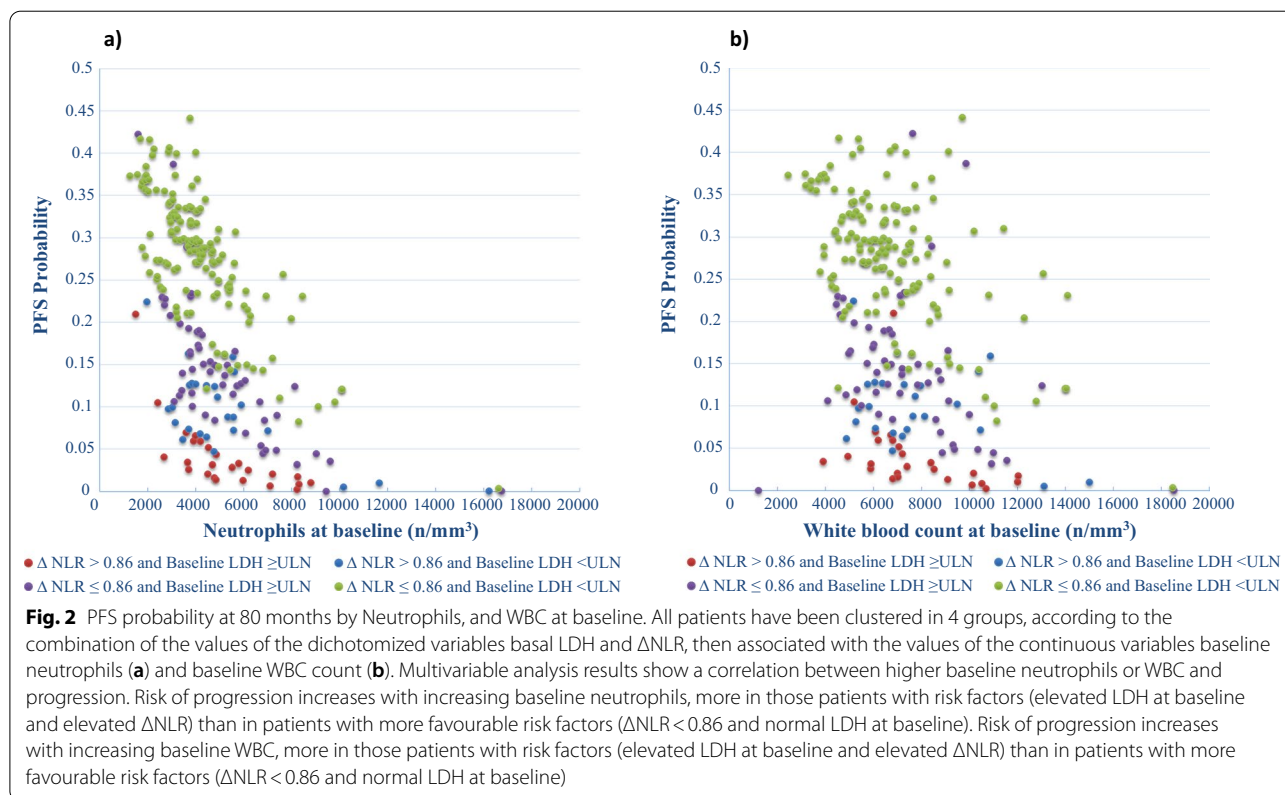 a)
0.5
0.45
0.4
0.35
0.3
0.25
0.2
0.15
0.1
0.05
0
PFS Probability
0 2000 4000 6000 8000 10000 12000 14000 16000 18000 20000
Neutrophils at baseline (n/mm³)
b)
0.5
0.45
0.4
0.35
0.3
0.25
0.2
0.15
0.1
0.05
0
PFS Probability
0 2000 4000 6000 8000 10000 12000 14000 16000 18000 20000
White blood count at baseline (n/mm³)
Δ NLR > 0.86 and Baseline LDH ≥ULN Δ NLR > 0.86 and Baseline LDH <ULN
Δ NLR ≤ 0.86 and Baseline LDH ≥ULN Δ NLR ≤ 0.86 and Baseline LDH <ULN
Δ NLR > 0.86 and Baseline LDH ≥ULN Δ NLR > 0.86 and Baseline LDH <ULN
Δ NLR ≤ 0.86 and Baseline LDH ≥ULN Δ NLR ≤ 0.86 and Baseline LDH <ULN
Fig. 2 PFS probability at 80 months by Neutrophils, and WBC at baseline. All patients have been clustered in 4 groups, according to the
combination of the values of the dichotomized variables basal LDH and ΔNLR, then associated with the values of the continuous variables baseline
neutrophils (a) and baseline WBC count (b). Multivariable analysis results show a correlation between higher baseline neutrophils or WBC and
progression. Risk of progression increases with increasing baseline neutrophils, more in those patients with risk factors (elevated LDH at baseline
and elevated ΔNLR) than in patients with more favourable risk factors (ΔNLR < 0.86 and normal LDH at baseline). Risk of progression increases
with increasing baseline WBC, more in those patients with risk factors (elevated LDH at baseline and elevated ΔNLR) than in patients with more
favourable risk factors (ΔNLR < 0.86 and normal LDH at baseline)